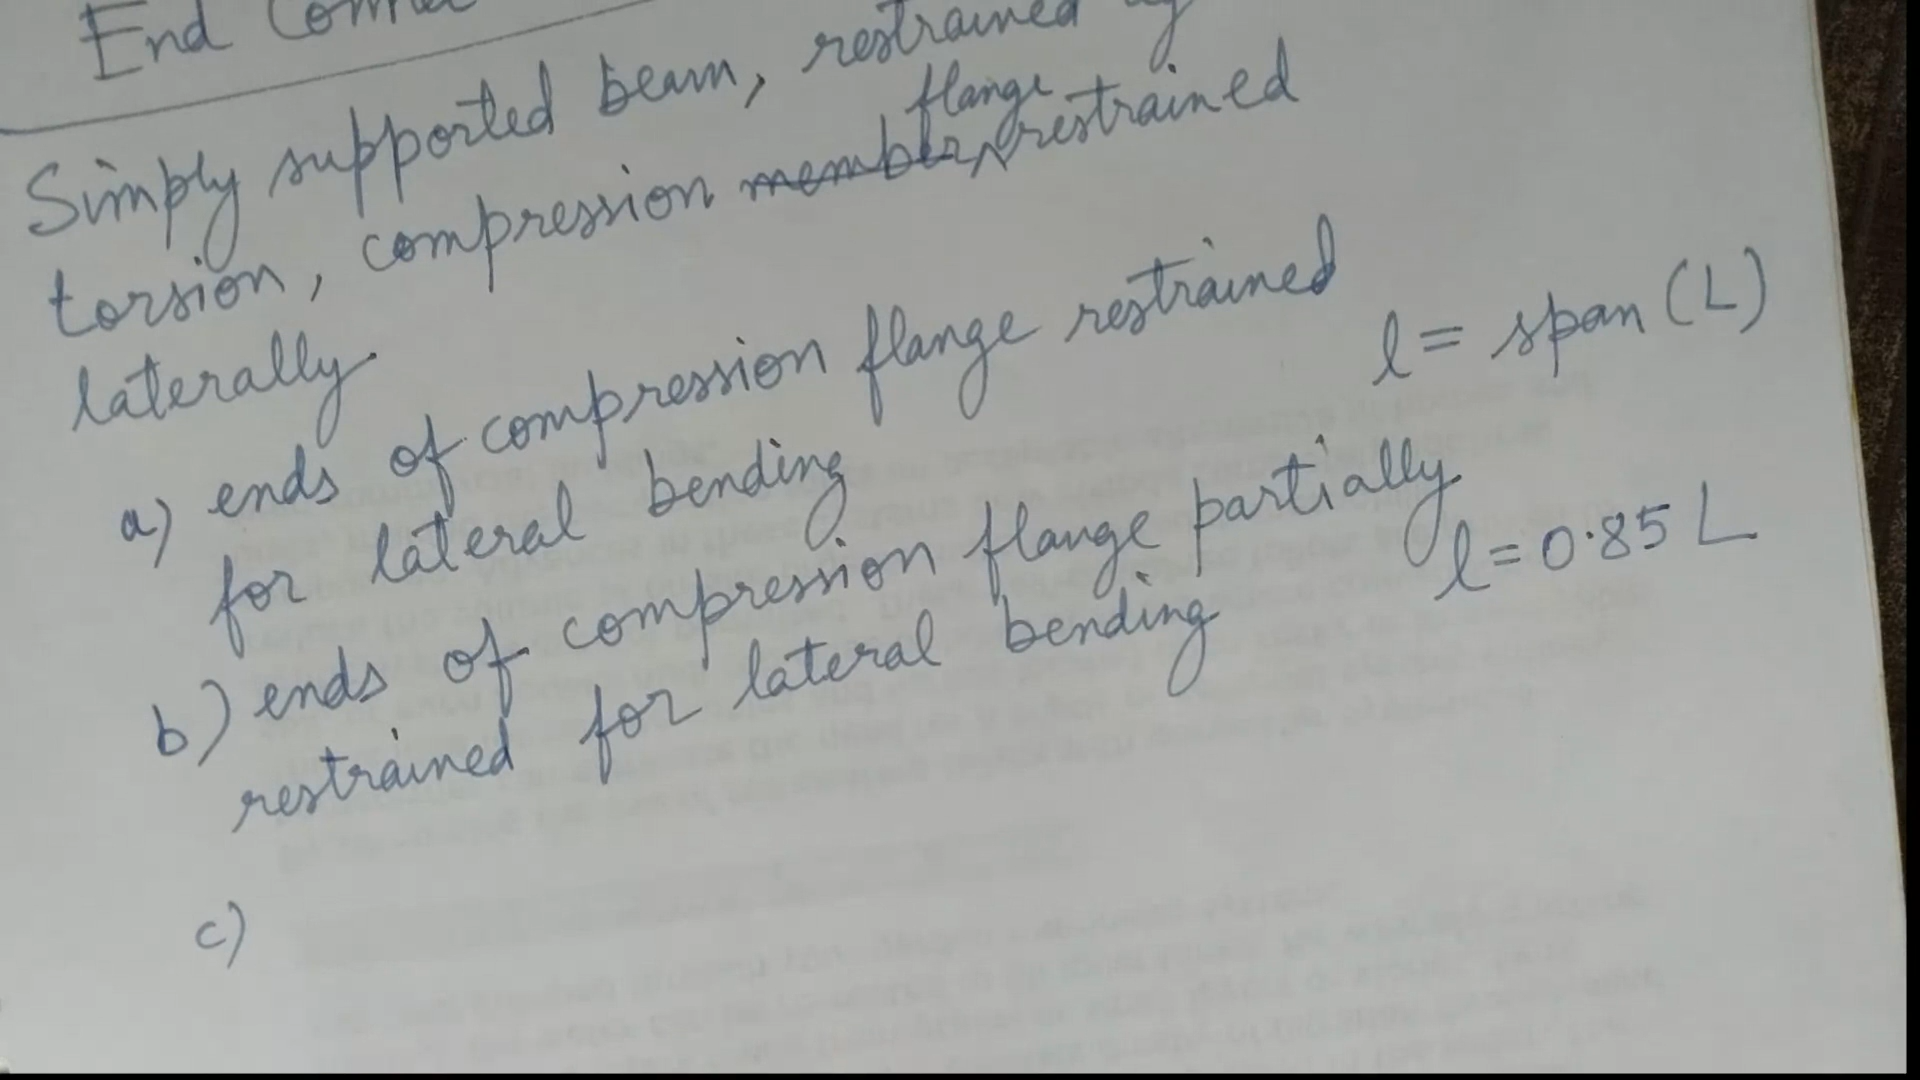 End
Simply supported beam, restrained
torsion, compression member, flange restrained
laterally.
a) ends of compression flange restrained
for lateral bending
l = span (L)
b) ends of compression flange partially
restrained for lateral bending
l = 0.85 L
c)